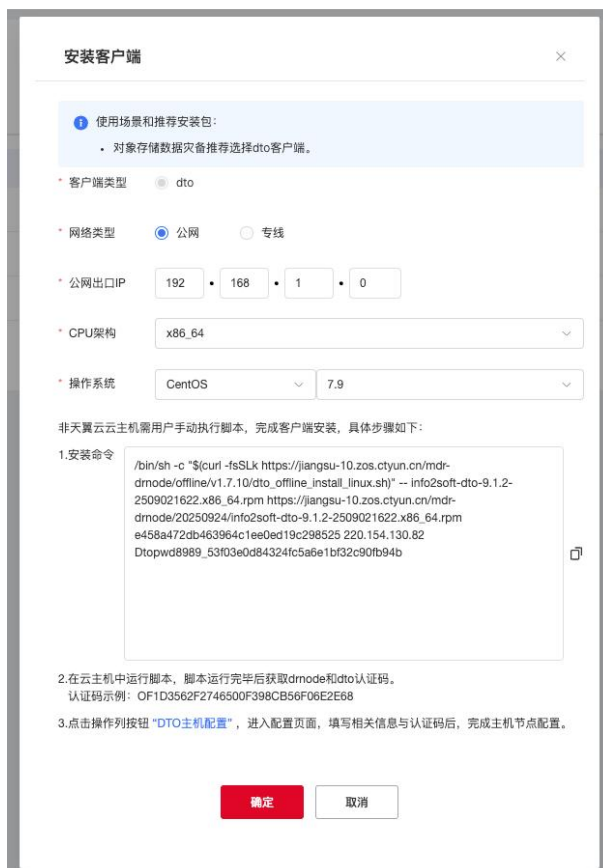 安装客户端
使用场景和推荐安装包：
• 对象存储数据灾备推荐选择dto客户端。
* 客户端类型 dto
* 网络类型 公网 专线
* 公网出口IP 192 • 168 • 1 • 0
* CPU架构 x86_64
* 操作系统 CentOS 7.9
非天翼云云主机需用户手动执行脚本，完成客户端安装，具体步骤如下：
1.安装命令
/bin/sh -c "$(curl -fsSLk https://jiangsu-10.zos.ctyun.cn/mdr-
drnode/offline/v1.7.10/dto_offline_install_linux.sh)" -- info2soft-dto-9.1.2-
2509021622.x86_64.rpm https://jiangsu-10.zos.ctyun.cn/mdr-
drnode/20250924/info2soft-dto-9.1.2-2509021622.x86_64.rpm
e458a472db463964c1ee0ed19c298525 220.154.130.82
Dtopwd8989_53f03e0d84324fc5a6e1bf32c90fb94b
2.在云主机中运行脚本，脚本运行完毕后获取drnode和dto认证码。
认证码示例：OF1D3562F2746500F398CB56F06E2E68
3.点击操作列按钮 "DTO主机配置" ，进入配置页面，填写相关信息与认证码后，完成主机节点配置。
确定 取消